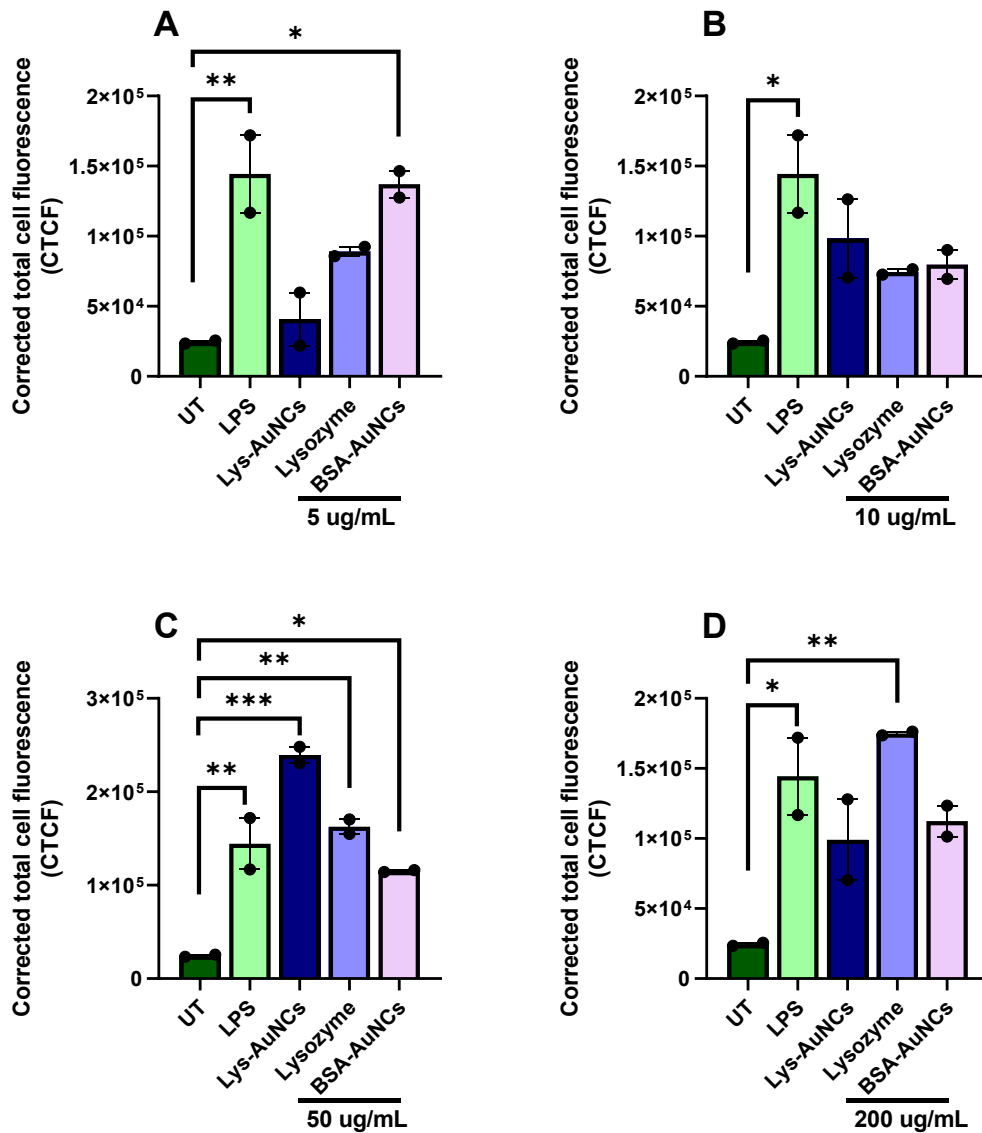 A
*
**
Corrected total cell fluorescence
(CTCF)
2×10⁵
1.5×10⁵
1×10⁵
5×10⁴
0
UT
LPS
Lys-AuNCs
Lysozyme
BSA-AuNCs
5 ug/mL
B
*
Corrected total cell fluorescence
(CTCF)
2×10⁵
1.5×10⁵
1×10⁵
5×10⁴
0
UT
LPS
Lys-AuNCs
Lysozyme
BSA-AuNCs
10 ug/mL
C
*
**
***
**
Corrected total cell fluorescence
(CTCF)
3×10⁵
2×10⁵
1×10⁵
0
UT
LPS
Lys-AuNCs
Lysozyme
BSA-AuNCs
50 ug/mL
D
**
*
Corrected total cell fluorescence
(CTCF)
2×10⁵
1.5×10⁵
1×10⁵
5×10⁴
0
UT
LPS
Lys-AuNCs
Lysozyme
BSA-AuNCs
200 ug/mL